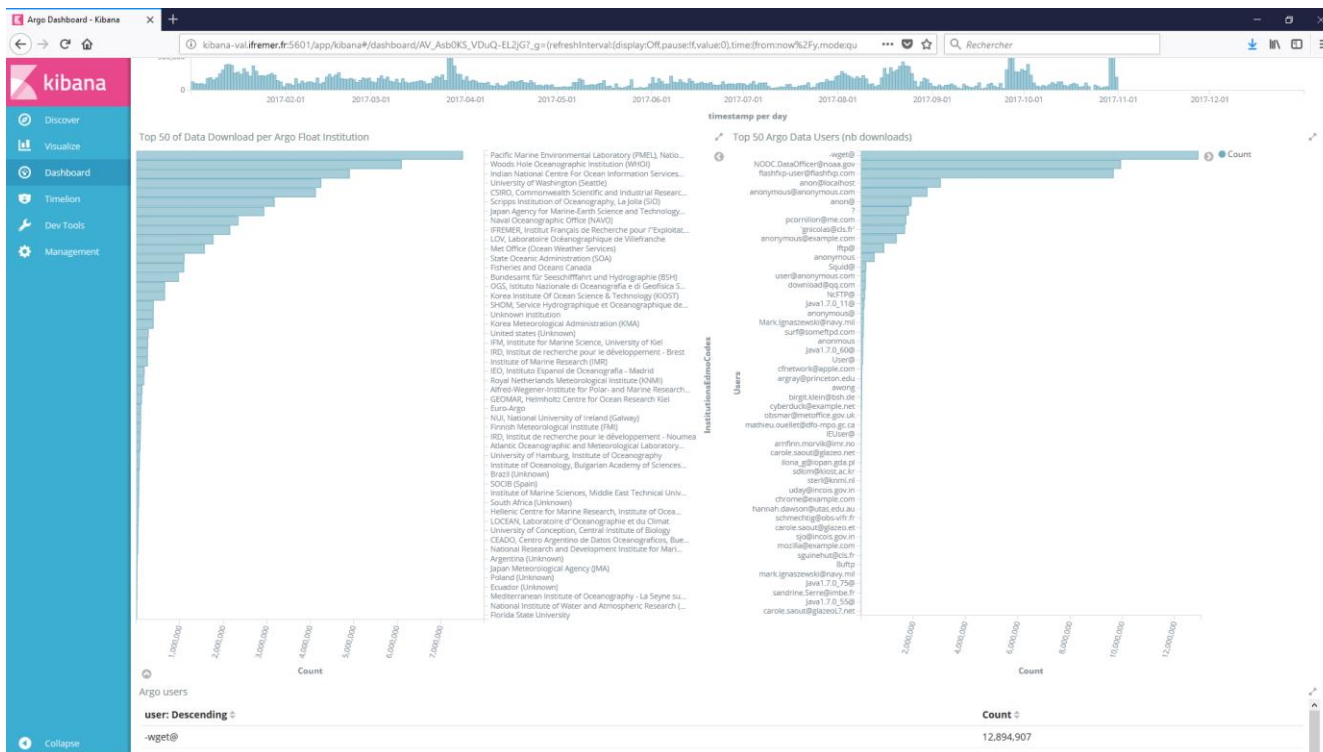 Argo Dashboard - Kibana
kibana-val.ifremer.fr:5601/app/kibana#/dashboard/AV_Asb0KS_VDuQ-EL2jG?_g=(refreshInterval:(display:Off,pause:!f,value:0),time:(from:now%2Fy,mode:qu
Rechercher
kibana
Discover
Visualize
Dashboard
Timelion
Dev Tools
Management
Collapse
0
2017-02-01 2017-03-01 2017-04-01 2017-05-01 2017-06-01 2017-07-01 2017-08-01 2017-09-01 2017-10-01 2017-11-01 2017-12-01
timestamp per day
Top 50 of Data Download per Argo Float Institution
Pacific Marine Environmental Laboratory (PMEL), Natio...
Woods Hole Oceanographic Institution (WHOI)
Indian National Centre For Ocean Information Services...
University of Washington (Seattle)
CSIRO, Commonwealth Scientific and Industrial Researc...
Scripps Institution of Oceanography, La Jolla (SIO)
Japan Agency for Marine-Earth Science and Technology...
Naval Oceanographic Office (NAVO)
IFREMER, Institut Français de Recherche pour l'"Exploitat...
LOV, Laboratoire Océanographique de Villefranche
Met Office (Ocean Weather Services)
State Oceanic Administration (SOA)
Fisheries and Oceans Canada
Bundesamt für Seeschifffahrt und Hydrographie (BSH)
OGS, Istituto Nazionale di Oceanografia e di Geofisica S...
Korea Institute Of Ocean Science & Technology (KIOST)
SHOM, Service Hydrographique et Oceanographique de...
Unknown institution
Korea Meteorological Administration (KMA)
United states (Unknown)
IFM, Institute for Marine Science, University of Kiel
IRD, Institut de recherche pour le développement - Brest
Institute of Marine Research (IMR)
IEO, Instituto Espanol de Oceanografia - Madrid
Royal Netherlands Meteorological Institute (KNMI)
Alfred-Wegener-Institute for Polar- and Marine Research...
GEOMAR, Helmholtz Centre for Ocean Research Kiel
Euro-Argo
NUI, National University of Ireland (Galway)
Finnish Meteorological Institute (FMI)
IRD, Institut de recherche pour le développement - Noumea
Atlantic Oceanographic and Meteorological Laboratory...
University of Hamburg, Institute of Oceanography
Institute of Oceanology, Bulgarian Academy of Sciences...
Brazil (Unknown)
SOCIB (Spain)
Institute of Marine Sciences, Middle East Technical Univ...
South Africa (Unknown)
Hellenic Centre for Marine Research, Institute of Ocea...
LOCEAN, Laboratoire d'"Oceanographie et du Climat
University of Conception, Central institute of Biology
CEADO, Centro Argentino de Datos Oceanograficos, Bue...
National Research and Development Institute for Mari...
Argentina (Unknown)
Japan Meteorological Agency (JMA)
Poland (Unknown)
Ecuador (Unknown)
Mediterranean Institute of Oceanography - La Seyne su...
National Institute of Water and Atmospheric Research (...
Florida State University
InstitutionsEdmoCodes
1,000,000 2,000,000 3,000,000 4,000,000 5,000,000 6,000,000 7,000,000
Count
Top 50 Argo Data Users (nb downloads)
Count
-wget@
NODC.DataOfficer@noaa.gov
flashfxp-user@flashfxp.com
anon@localhost
anonymous@anonymous.com
anon@
?
pcornillon@me.com
'gnicolas@cls.fr'
anonymous@example.com
lftp@
anonymous
Squid@
user@anonymous.com
download@qq.com
NcFTP@
Java1.7.0_11@
anonymous@
Mark.Ignaszewski@navy.mil
surf@someftpd.com
anonmous
Java1.7.0_60@
User@
cfnetwork@apple.com
argray@princeton.edu
awong
birgit.klein@bsh.de
cyberduck@example.net
obsmar@metoffice.gov.uk
mathieu.ouellet@dfo-mpo.gc.ca
IEUser@
arnfinn.morvik@imr.no
carole.saout@glazeo.net
ilona_g@iopan.gda.pl
sdkim@kiost.ac.kr
sterl@knmi.nl
uday@incois.gov.in
chrome@example.com
hannah.dawson@utas.edu.au
schmechtig@obs-vlfr.fr
carole.saout@glazeo.et
sjo@incois.gov.in
mozilla@example.com
sguinehut@cls.fr
8uftp
mark.ignaszewski@navy.mil
Java1.7.0_75@
sandrine.Serre@imbe.fr
Java1.7.0_55@
carole.saout@glazeoL7.net
Users
2,000,000 4,000,000 6,000,000 8,000,000 10,000,000 12,000,000
Count
Argo users
user: Descending Count
-wget@ 12,894,907